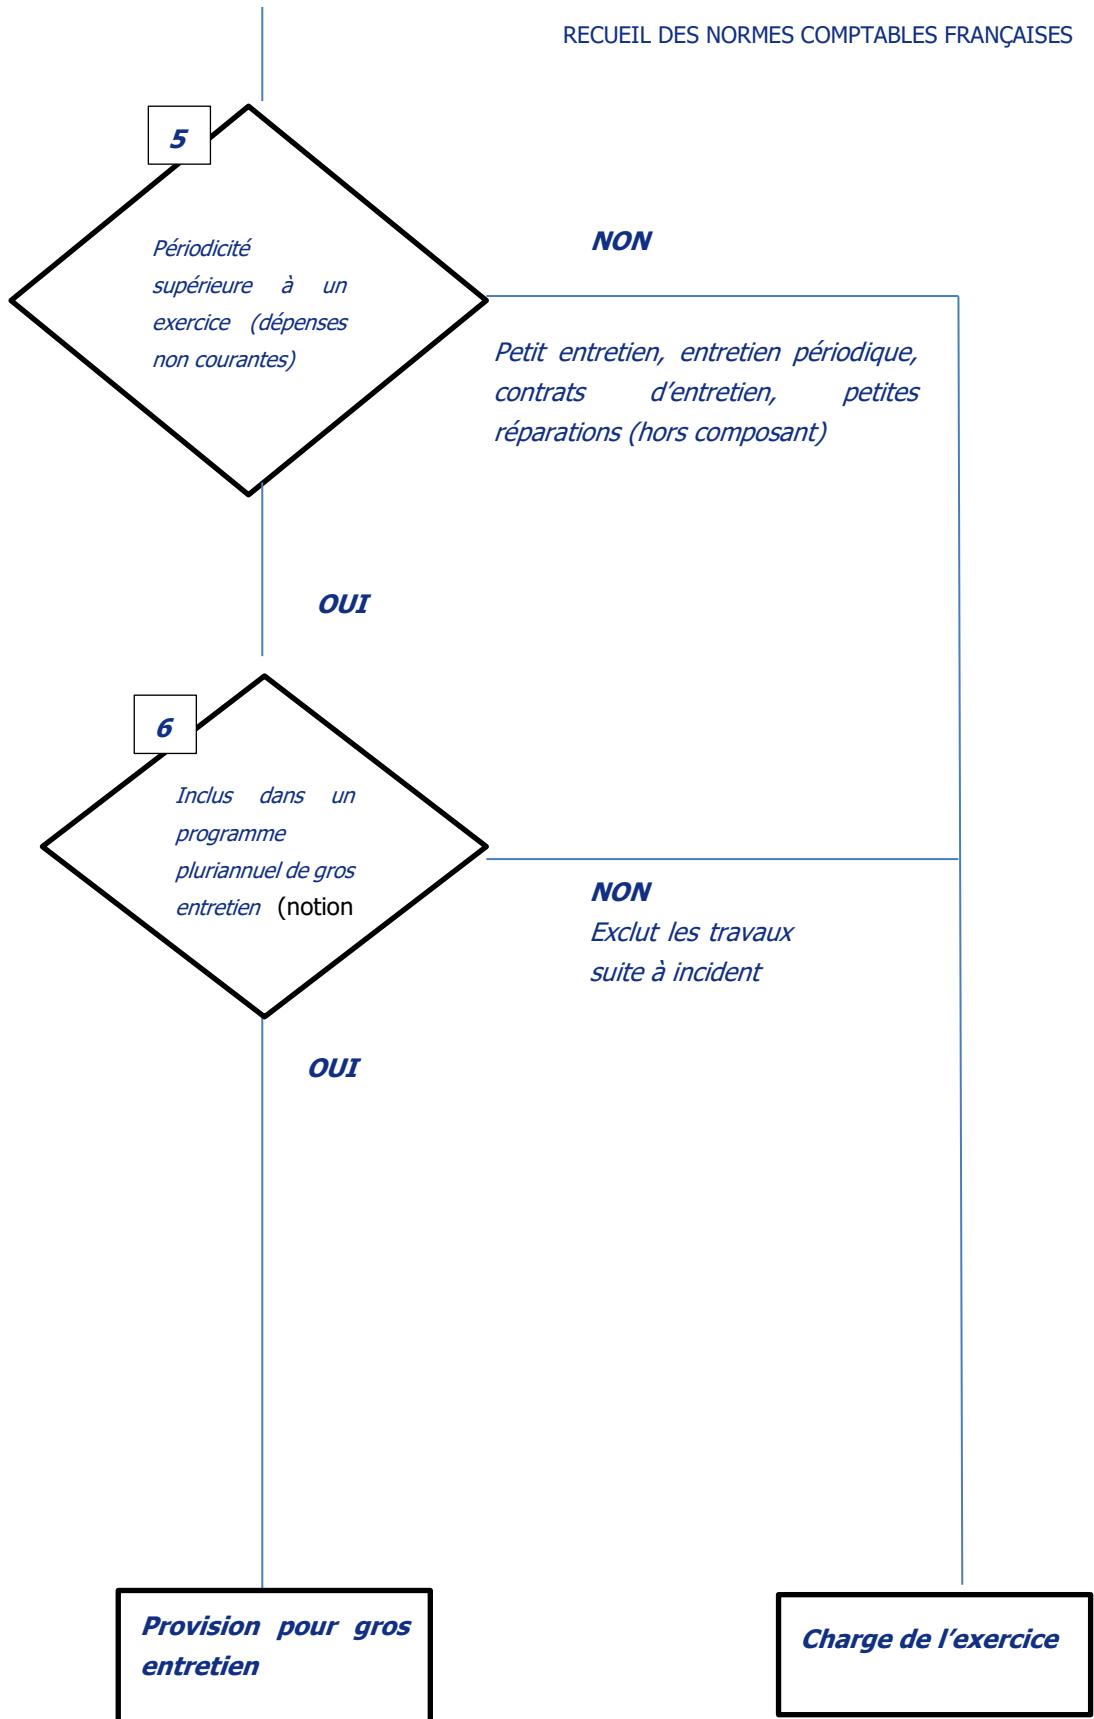 RECUEIL DES NORMES COMPTABLES FRANÇAISES
5
Périodicité
supérieure à un
exercice (dépenses
non courantes)
NON
Petit entretien, entretien périodique,
contrats d’entretien, petites
réparations (hors composant)
OUI
6
Inclus dans un
programme
pluriannuel de gros
entretien (notion
NON
Exclut les travaux
suite à incident
OUI
Provision pour gros
entretien
Charge de l’exercice